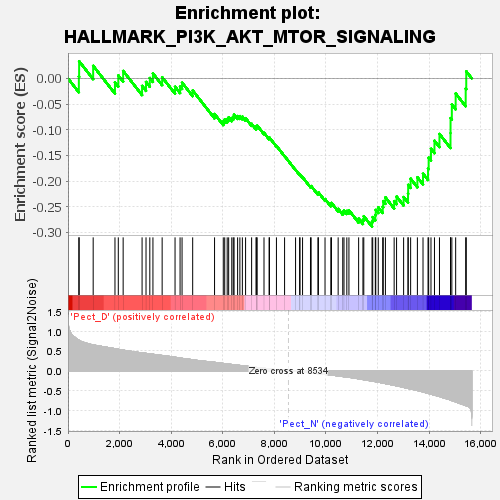 Enrichment plot:
HALLMARK_PI3K_AKT_MTOR_SIGNALING
Enrichment score (ES)
0.00
-0.05
-0.10
-0.15
-0.20
-0.25
-0.30
Ranked list metric (Signal2Noise)
1.5
1.0
0.5
0.0
-0.5
-1.0
-1.5
'Pect_D' (positively correlated)
Zero cross at 8534
'Pect_N' (negatively correlated)
0
2,000
4,000
6,000
8,000
10,000
12,000
14,000
16,000
Rank in Ordered Dataset
Enrichment profile
Hits
Ranking metric scores